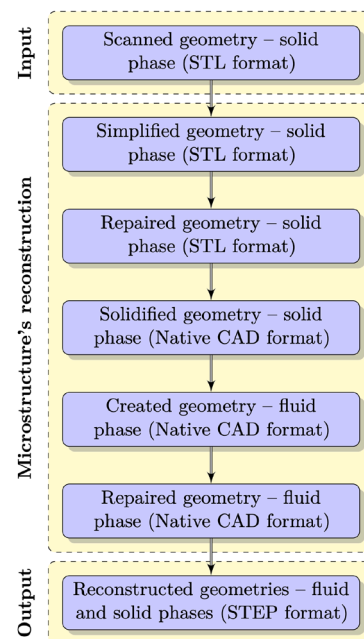 Input
Scanned geometry – solid
phase (STL format)
Microstructure's reconstruction
Simplified geometry – solid
phase (STL format)
Repaired geometry – solid
phase (STL format)
Solidified geometry – solid
phase (Native CAD format)
Created geometry – fluid
phase (Native CAD format)
Repaired geometry – fluid
phase (Native CAD format)
Output
Reconstructed geometries – fluid
and solid phases (STEP format)